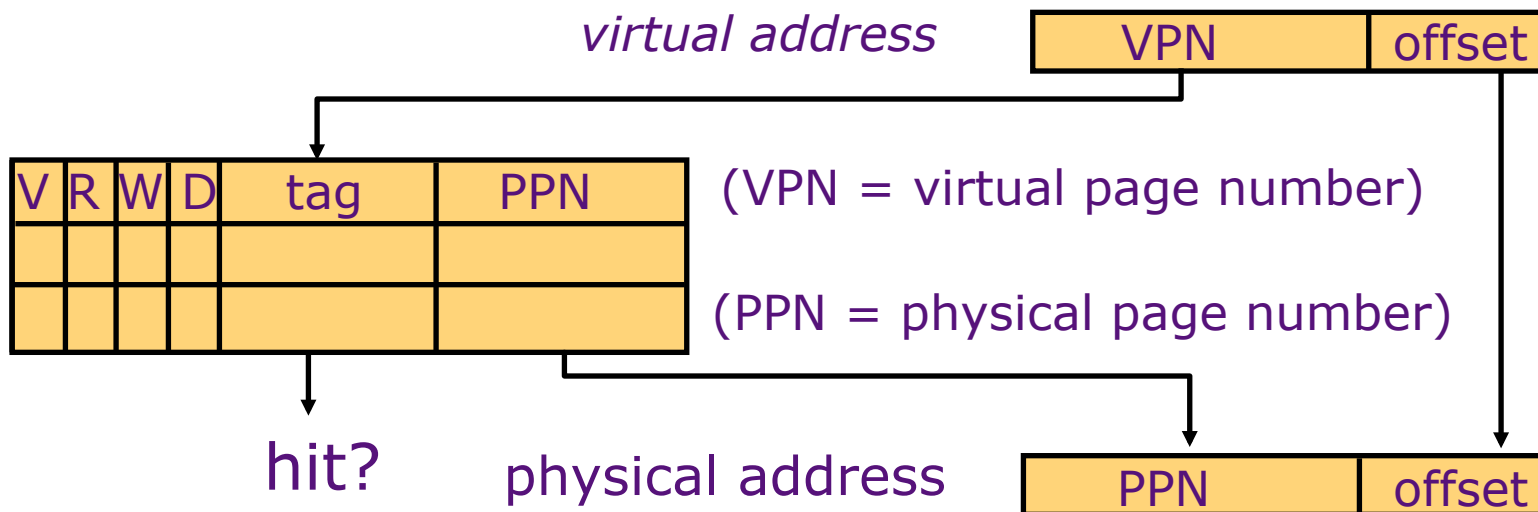 virtual address VPN offset
V R W D tag PPN (VPN = virtual page number)
(PPN = physical page number)
hit? physical address PPN offset